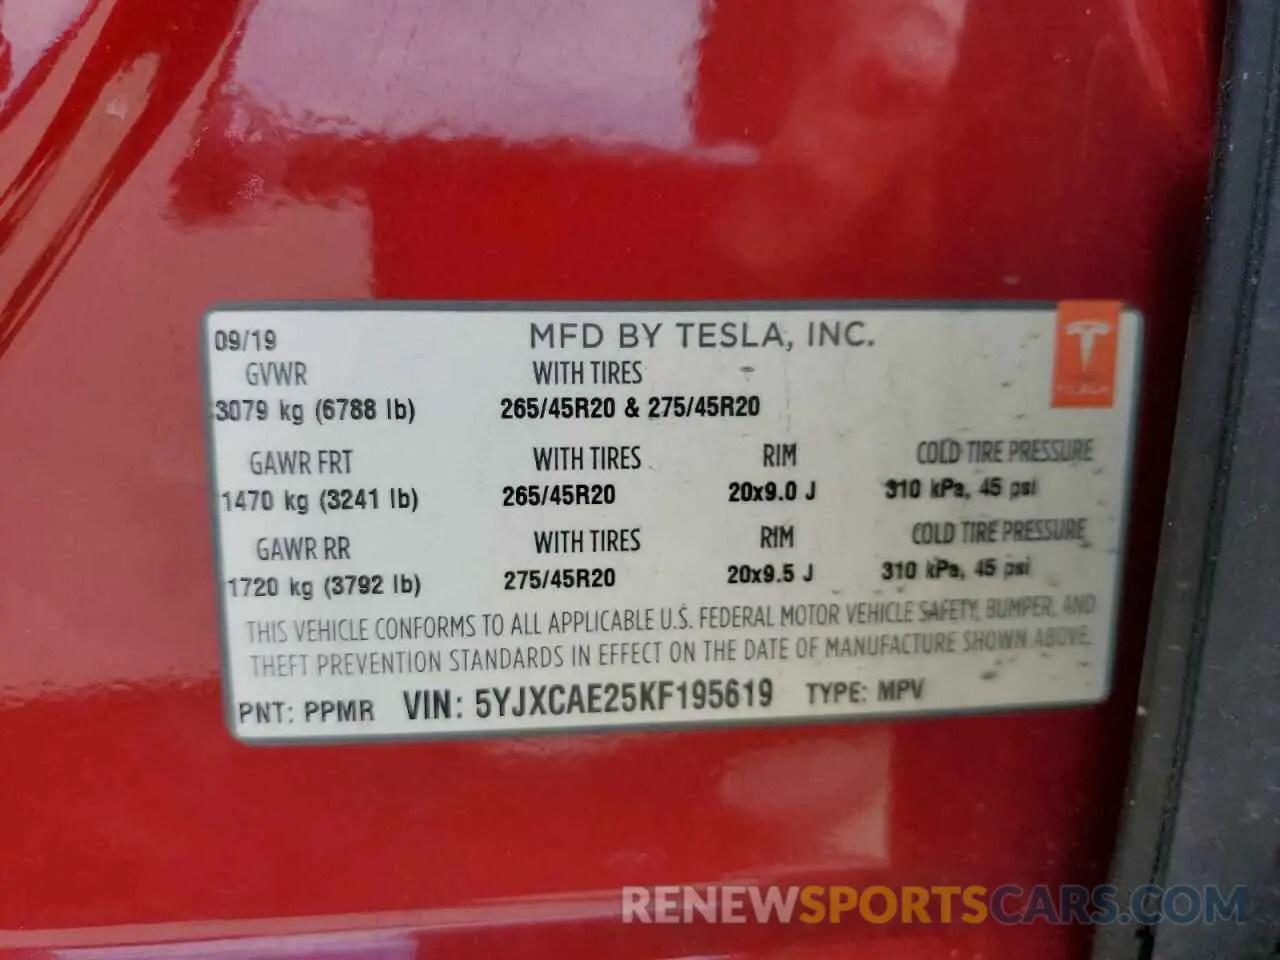 09/19 MFD BY TESLA, INC.
GVWR WITH TIRES
3079 kg (6788 lb) 265/45R20 & 275/45R20
GAWR FRT WITH TIRES RIM COLD TIRE PRESSURE
1470 kg (3241 lb) 265/45R20 20x9.0 J 310 kPa, 45 psi
GAWR RR WITH TIRES RIM COLD TIRE PRESSURE
1720 kg (3792 lb) 275/45R20 20x9.5 J 310 kPa, 45 psi
THIS VEHICLE CONFORMS TO ALL APPLICABLE U.S. FEDERAL MOTOR VEHICLE SAFETY, BUMPER, AND
THEFT PREVENTION STANDARDS IN EFFECT ON THE DATE OF MANUFACTURE SHOWN ABOVE.
PNT: PPMR VIN: 5YJXCAE25KF195619 TYPE: MPV
TESLA
RENEWSPORTSCARS.COM